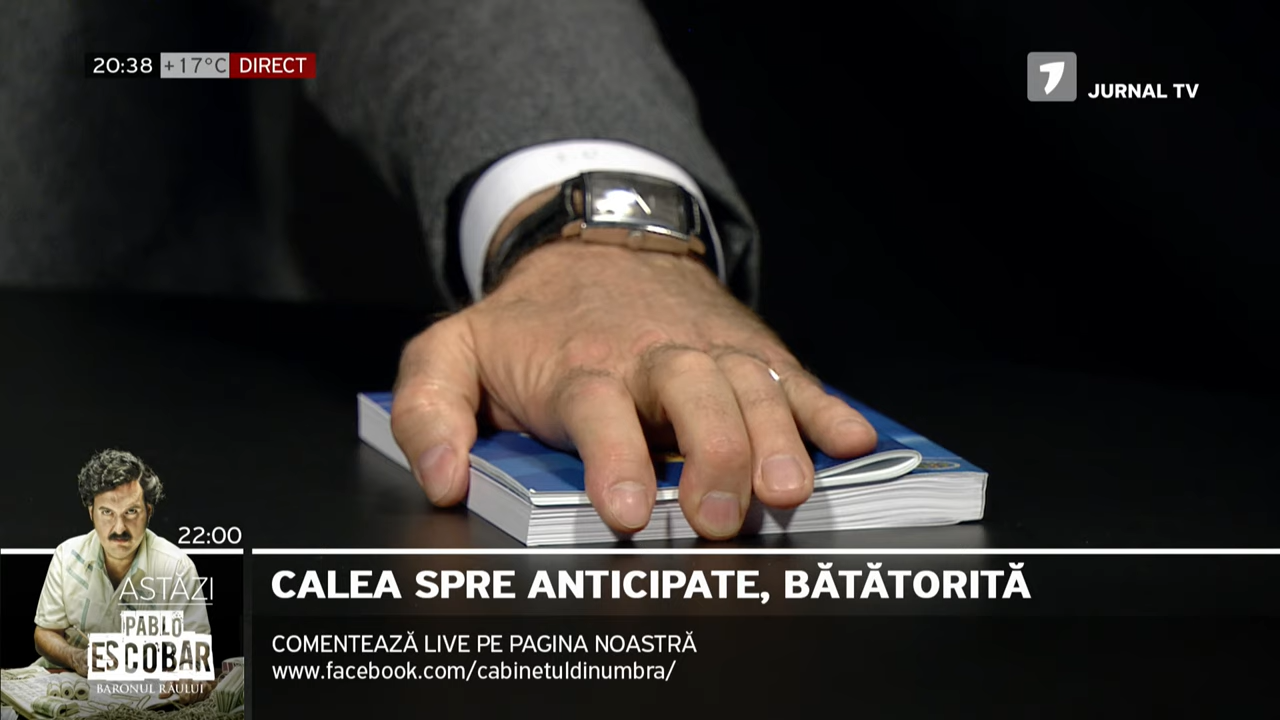 20:38 +17°C DIRECT
JURNAL TV
22:00
ASTĂZI
PABLO
ESCOBAR
BARONUL RĂULUI
CALEA SPRE ANTICIPATE, BĂTĂTORITĂ
COMENTEAZĂ LIVE PE PAGINA NOASTRĂ
www.facebook.com/cabinetuldinumbra/